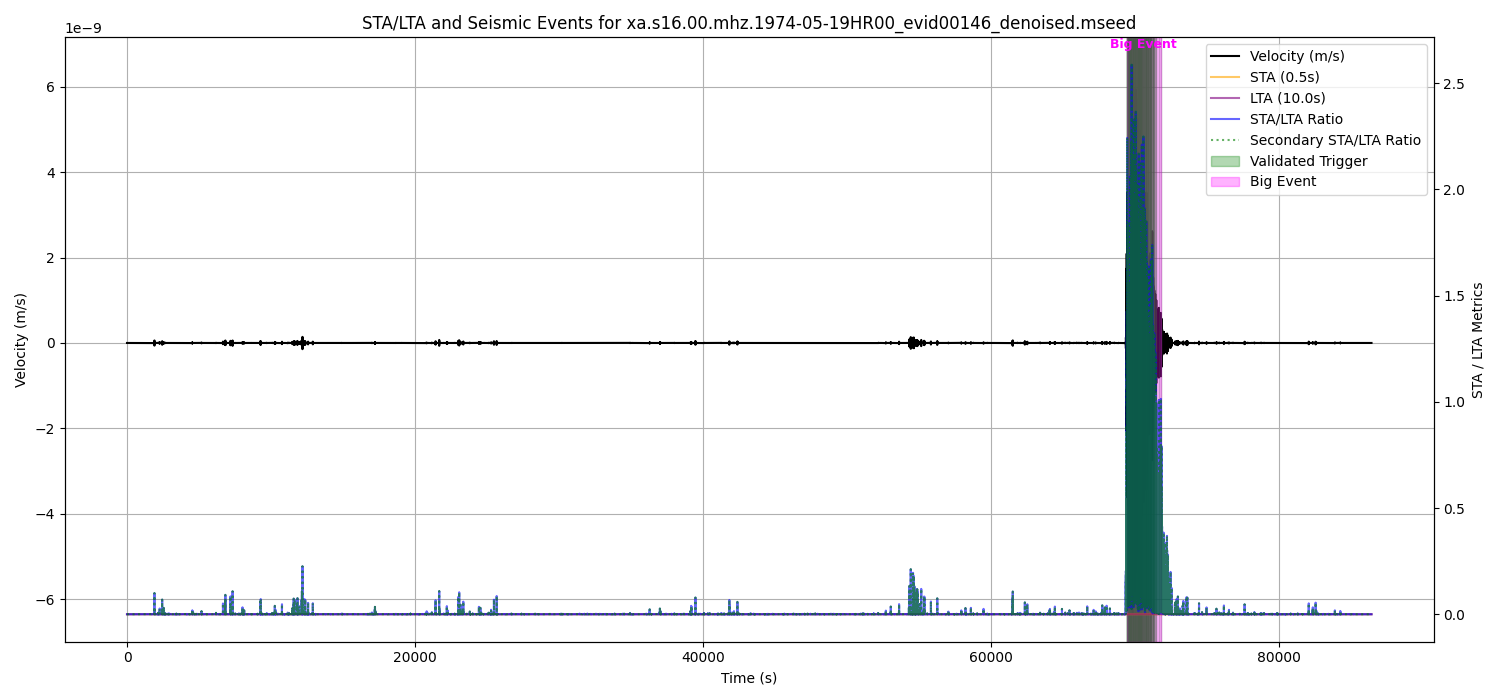 STA/LTA and Seismic Events for xa.s16.00.mhz.1974-05-19HR00_evid00146_denoised.mseed
1e−9
Big Event
Velocity (m/s)
STA (0.5s)
LTA (10.0s)
STA/LTA Ratio
Secondary STA/LTA Ratio
Validated Trigger
Big Event
6
4
2
0
−2
−4
−6
Velocity (m/s)
2.5
2.0
1.5
1.0
0.5
0.0
STA / LTA Metrics
0
20000
40000
60000
80000
Time (s)